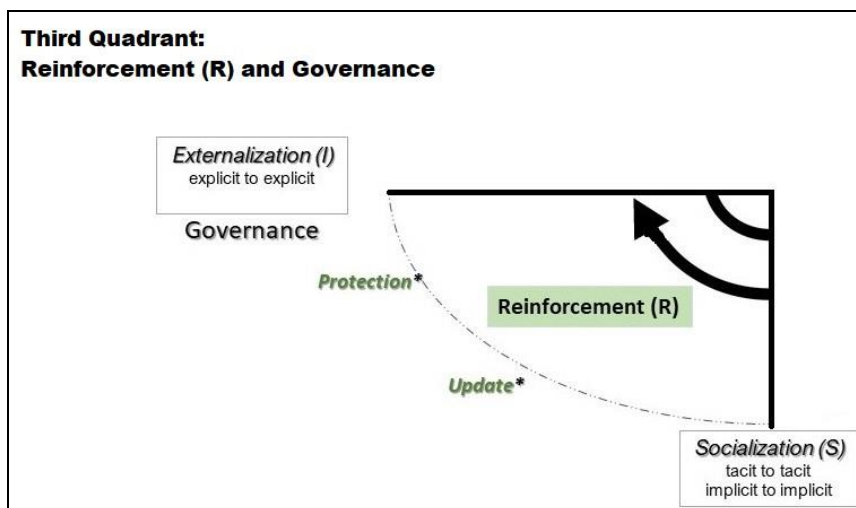 Third Quadrant:
Reinforcement (R) and Governance
Externalization (I)
explicit to explicit
Governance
Protection*
Reinforcement (R)
Update*
Socialization (S)
tacit to tacit
implicit to implicit